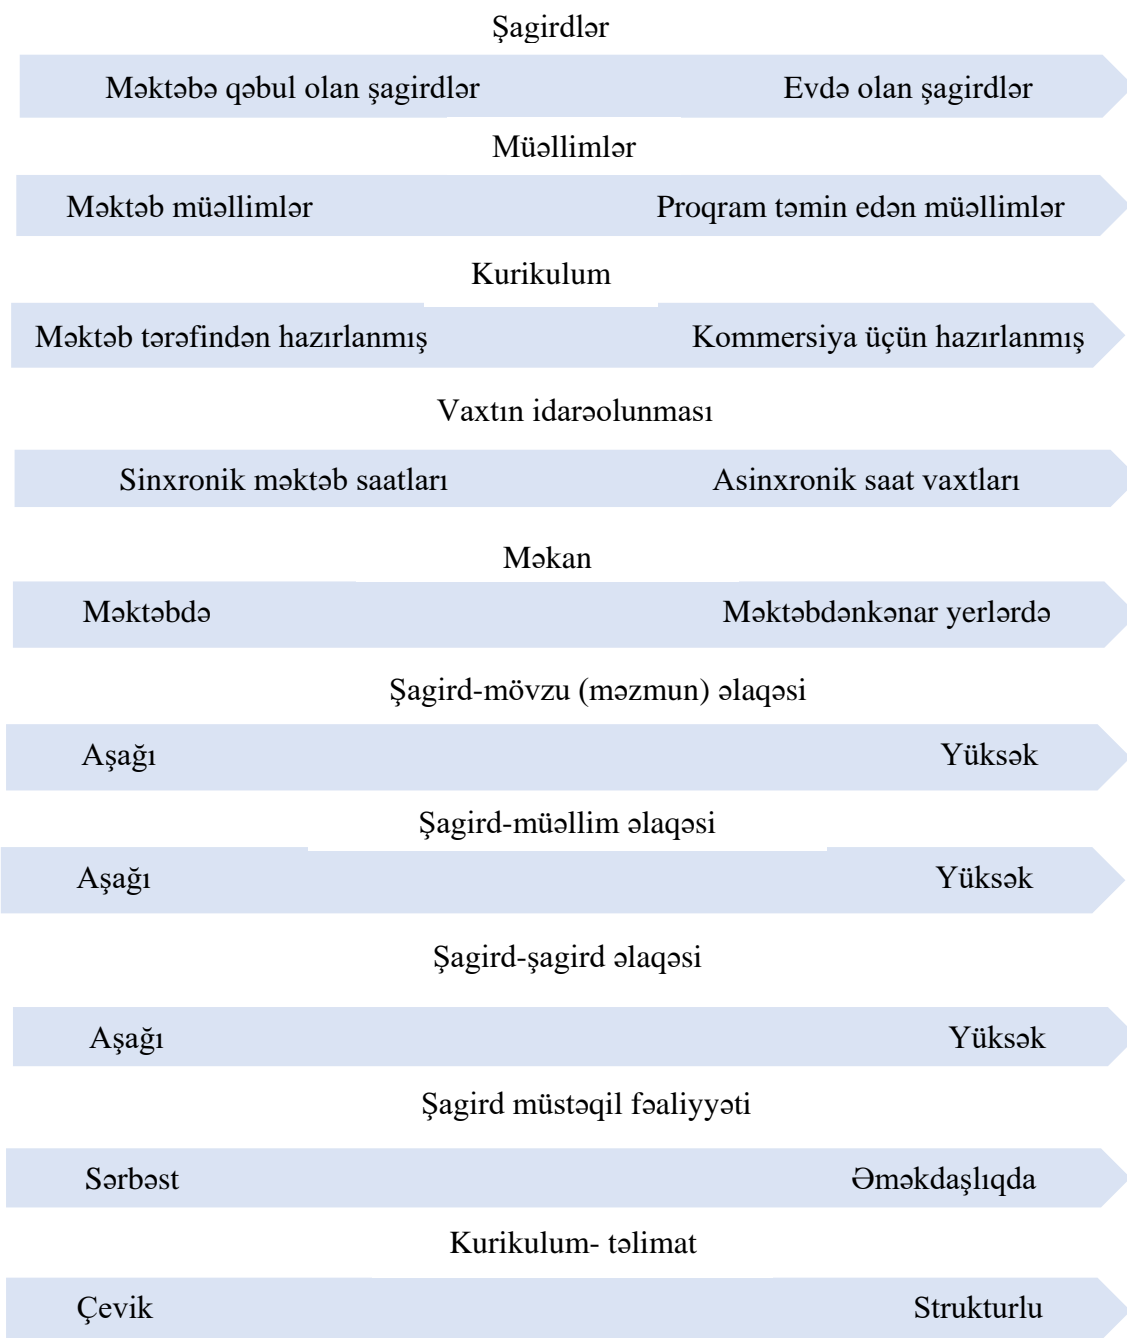 Şagirdlər
Məktəbə qəbul olan şagirdlər Evdə olan şagirdlər
Müəllimlər
Məktəb müəllimlər Proqram təmin edən müəllimlər
Kurikulum
Məktəb tərəfindən hazırlanmış Kommersiya üçün hazırlanmış
Vaxtın idarəolunması
Sinxronik məktəb saatları Asinxronik saat vaxtları
Məkan
Məktəbdə Məktəbdənkənar yerlərdə
Şagird-mövzu (məzmun) əlaqəsi
Aşağı Yüksək
Şagird-müəllim əlaqəsi
Aşağı Yüksək
Şagird-şagird əlaqəsi
Aşağı Yüksək
Şagird müstəqil fəaliyyəti
Sərbəst Əməkdaşlıqda
Kurikulum- təlimat
Çevik Strukturlu